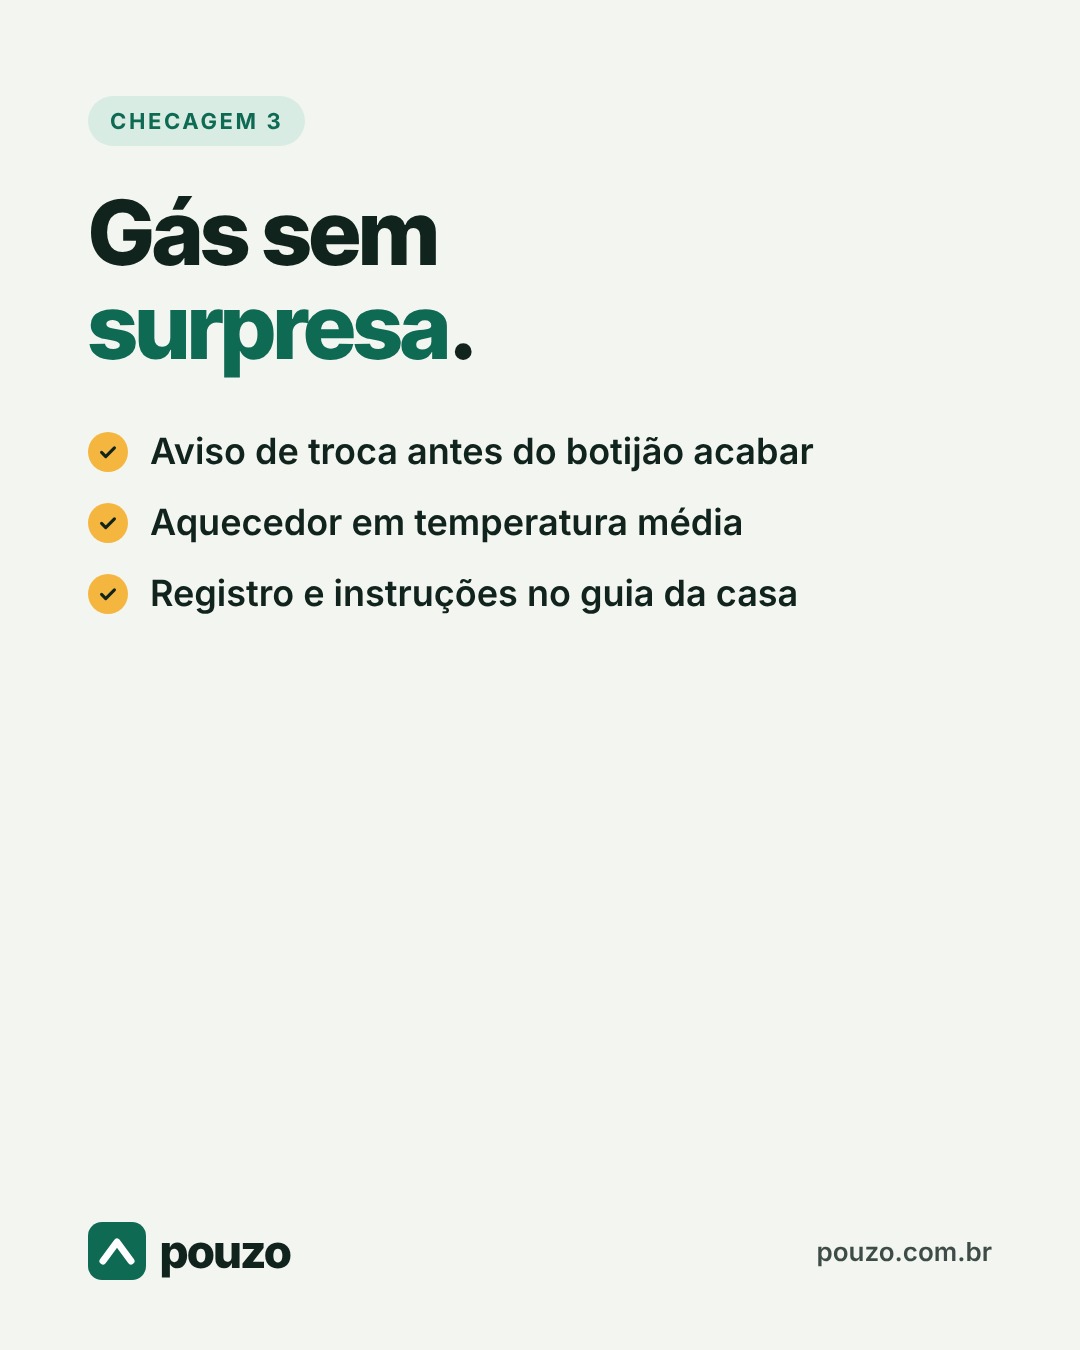 CHECAGEM 3
Gás sem
surpresa.
Aviso de troca antes do botijão acabar
Aquecedor em temperatura média
Registro e instruções no guia da casa
pouzo
pouzo.com.br